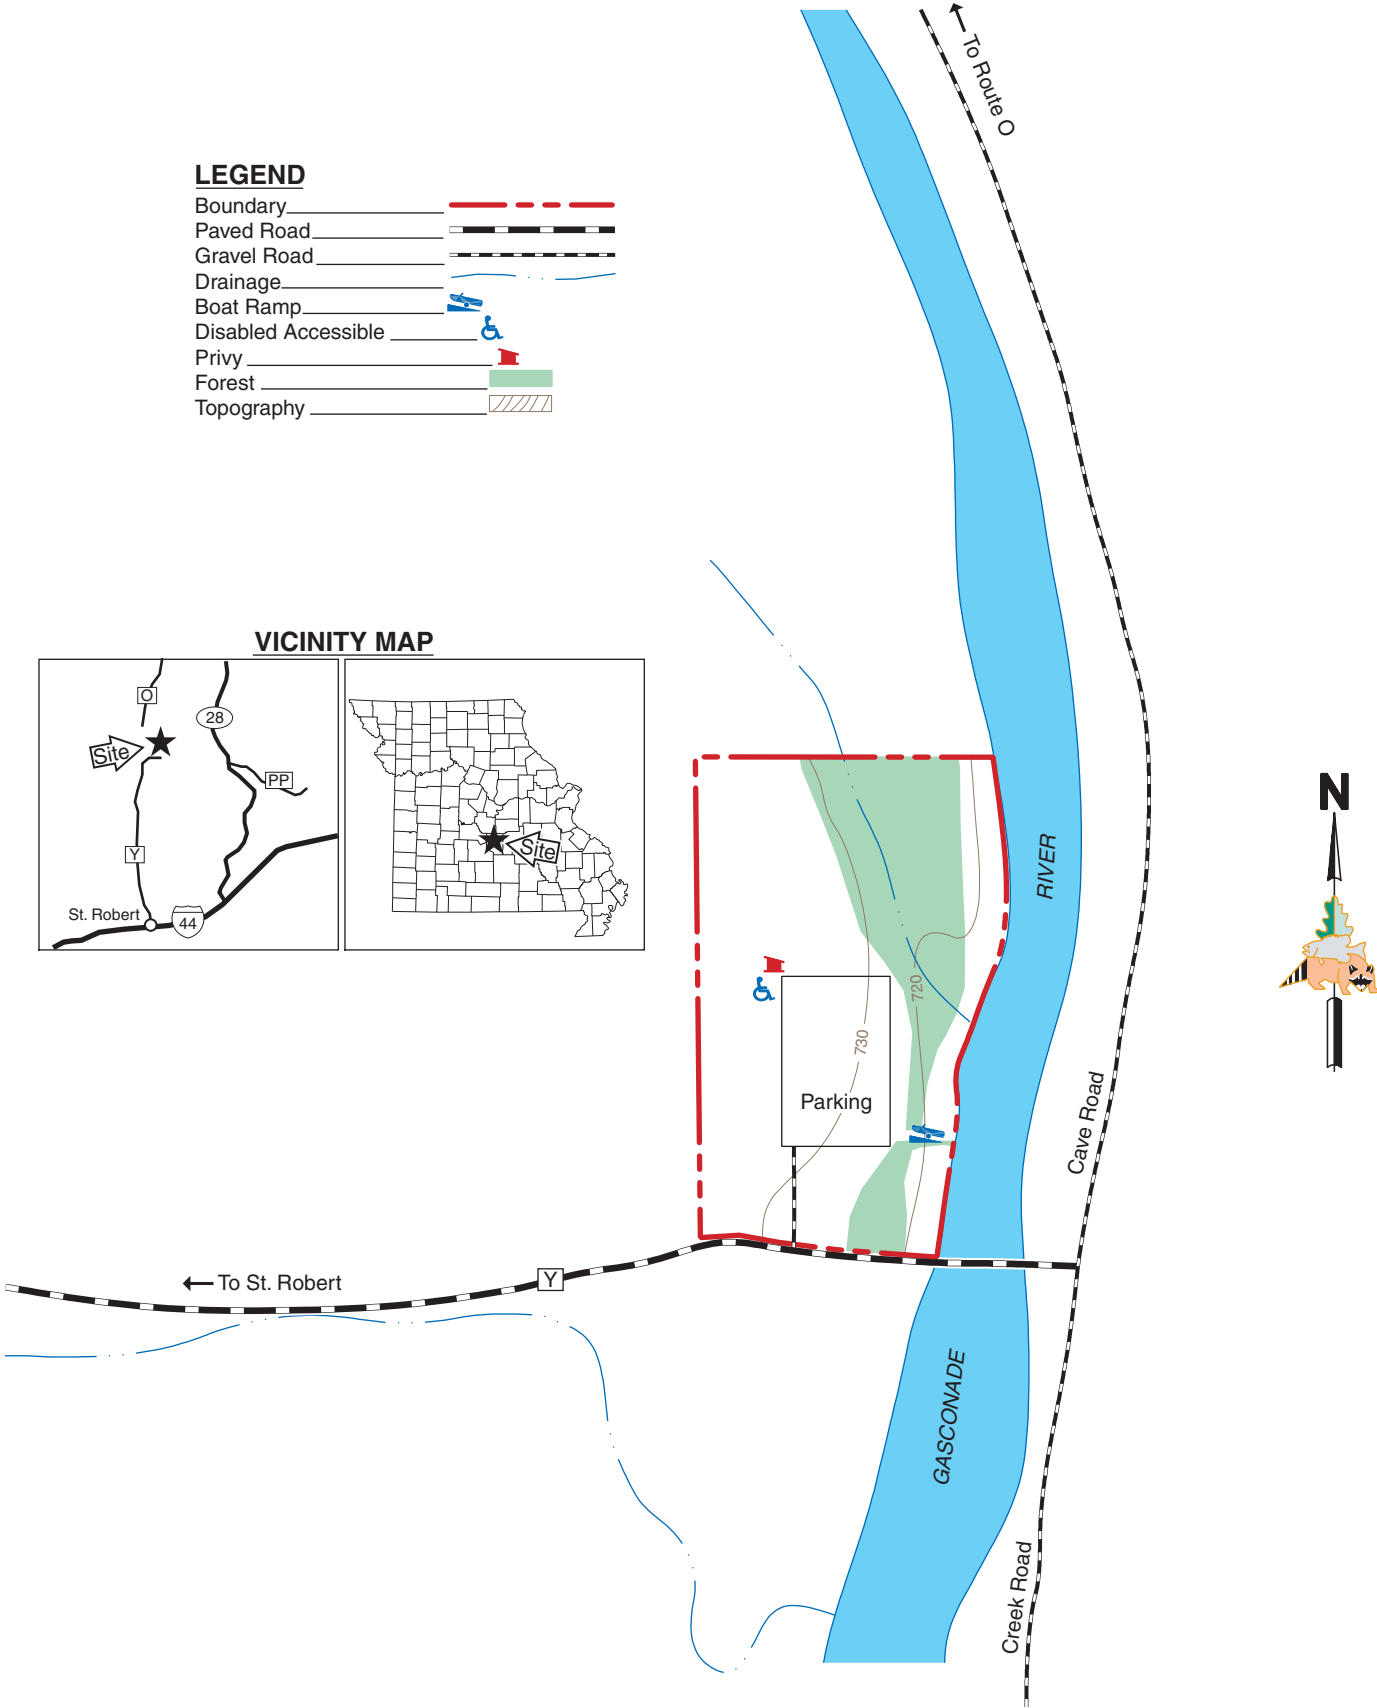 To Route O
LEGEND
Boundary
Paved Road
Gravel Road
Drainage
Boat Ramp
Disabled Accessible
Privy
Forest
Topography
VICINITY MAP
O
28
Site
PP
Y
St. Robert
44
Site
N
RIVER
720
730
Parking
Cave Road
To St. Robert
Y
GASCONADE
Creek Road